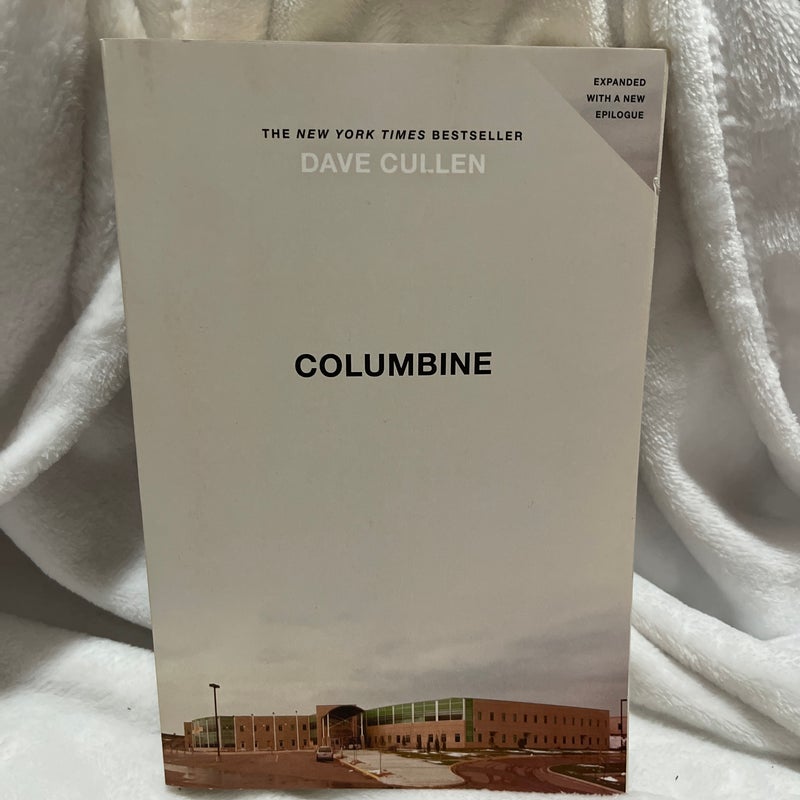 EXPANDED
WITH A NEW
EPILOGUE
THE NEW YORK TIMES BESTSELLER
DAVE CULLEN
COLUMBINE